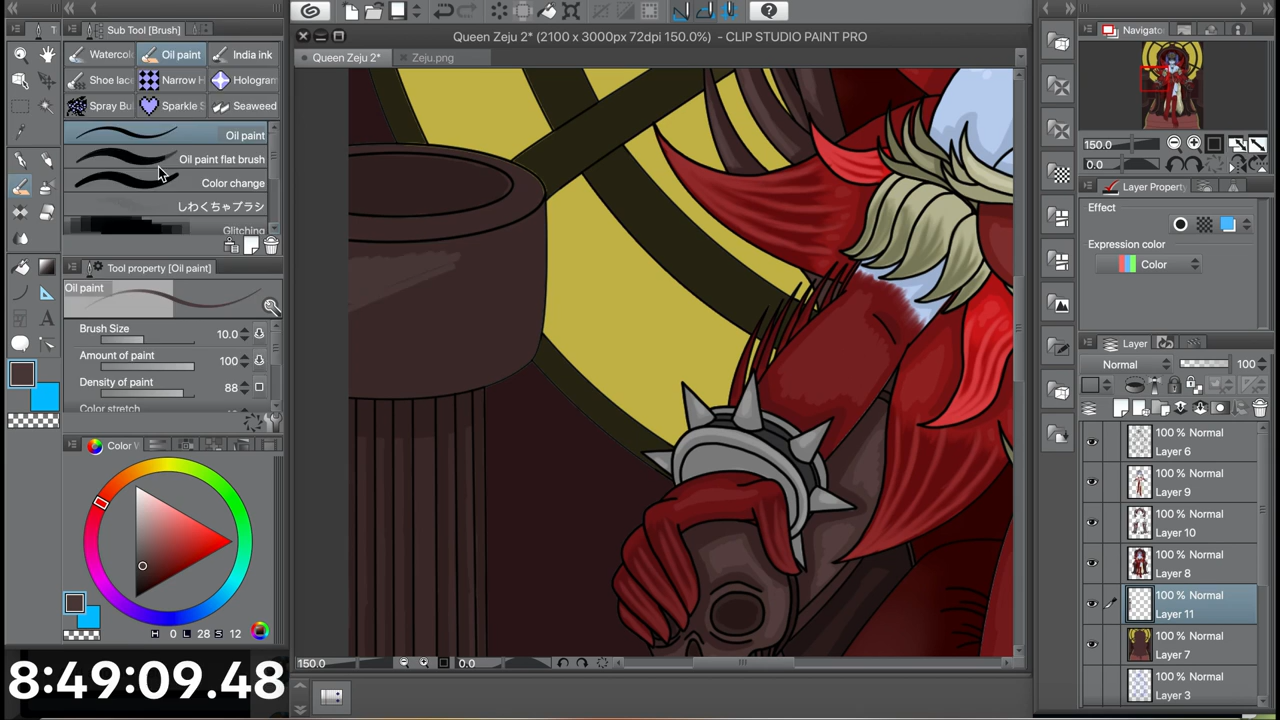 Queen Zeju 2* (2100 x 3000px 72dpi 150.0%) - CLIP STUDIO PAINT PRO
Queen Zeju 2*
Zeju.png
Sub Tool [Brush]
Oil paint
India ink
Shoe lac
Narrow H
Hologram
Spray Bu
Sparkle S
Seaweed
Oil paint
Oil paint flat brush
Color change
しわくちゃブラシ
Glitching
Tool property [Oil paint]
Oil paint
Brush Size 10.0
Amount of paint 100
Density of paint 88
Color stretch
H 0 L 28 S 12
8:49:09.48
150.0 0.0
150.0
0.0
Layer Property
Effect
Expression color
Color
Layer
Normal 100
100 % Normal
Layer 6
100 % Normal
Layer 9
100 % Normal
Layer 10
100 % Normal
Layer 8
100 % Normal
Layer 11
100 % Normal
Layer 7
100 % Normal
Layer 3